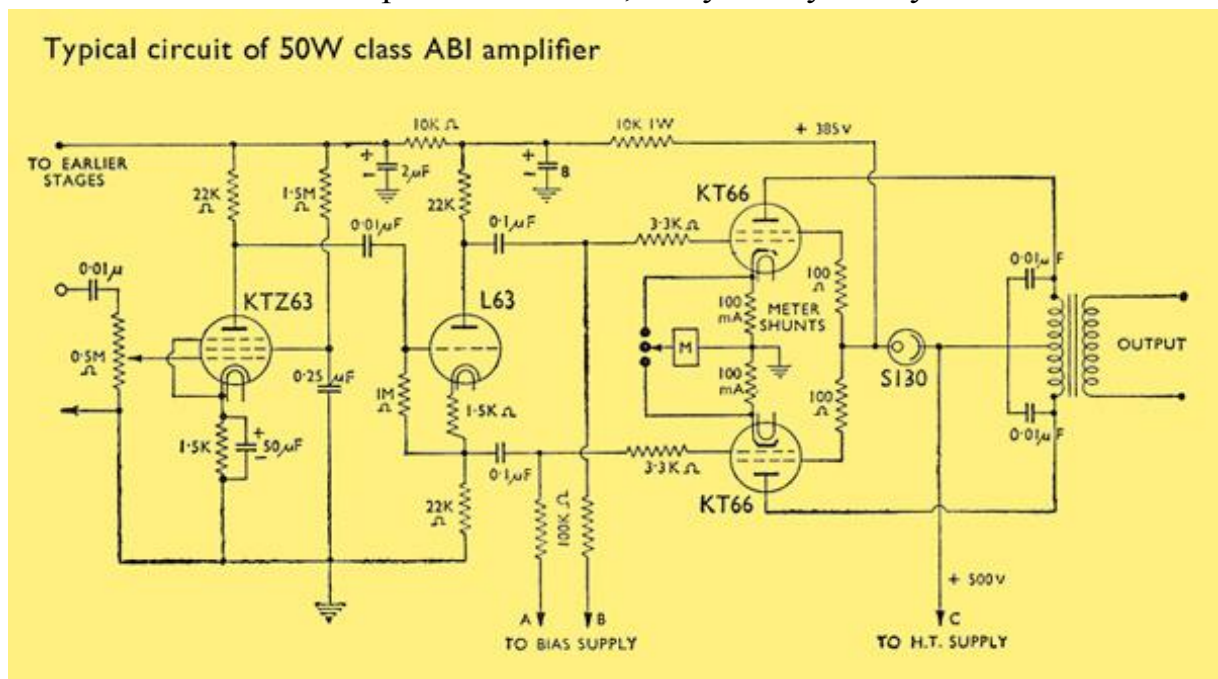 Typical circuit of 50W class ABI amplifier
10K Ω
10K 1W
+ 385V
TO EARLIER
STAGES
+
-
2μF
+
-
8
22K
Ω
1·5M
Ω
22K
KT66
0·01μF
0·1μF
3·3K Ω
0·01μ
KTZ63
L63
100
mA
METER
SHUNTS
100
Ω
0·01μF
0·5M
Ω
0·25 μF
M
OUTPUT
1M
Ω
1·5K Ω
100
mA
100
Ω
S130
1·5K
+
-
50μF
0·1μF
3·3K Ω
0·01μF
22K
Ω
100K Ω
KT66
+ 500V
A
B
C
TO BIAS SUPPLY
TO H.T. SUPPLY